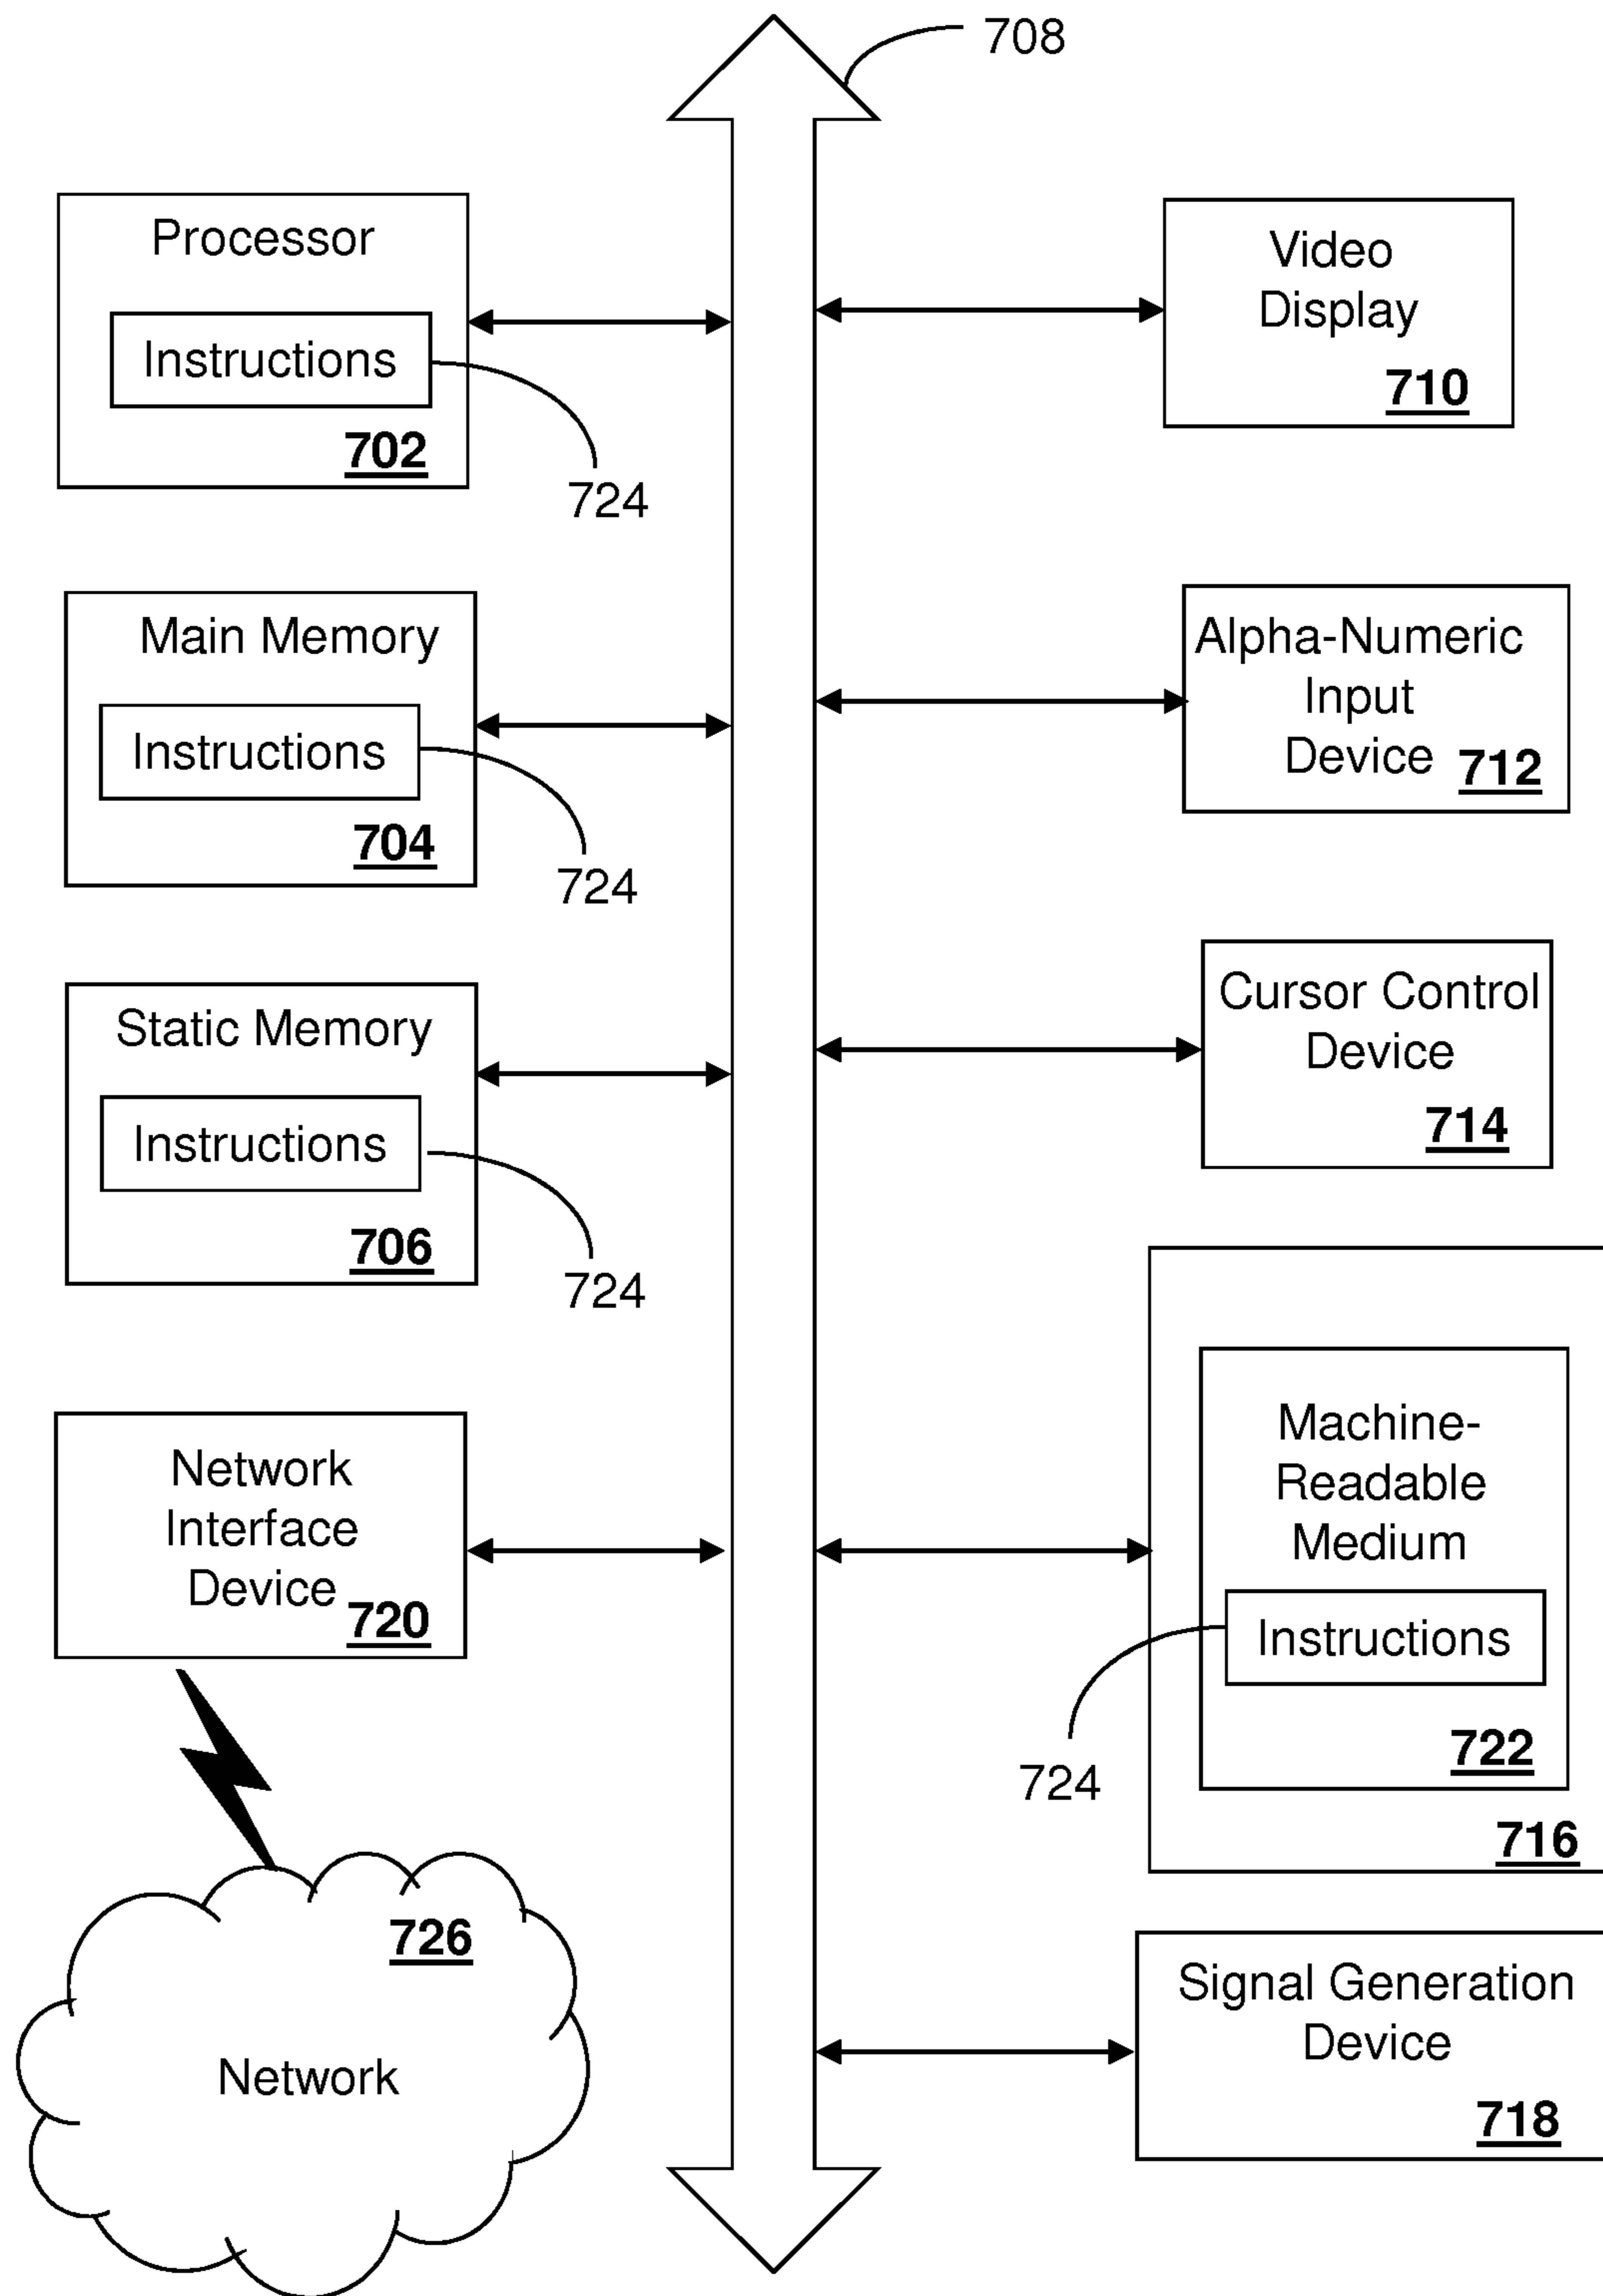 708
Processor
Instructions
702
724
Main Memory
Instructions
704
724
Static Memory
Instructions
706
724
Network
Interface
Device
720
726
Network
Video
Display
710
Alpha-Numeric
Input
Device
712
Cursor Control
Device
714
Machine-
Readable
Medium
Instructions
722
724
716
Signal Generation
Device
718